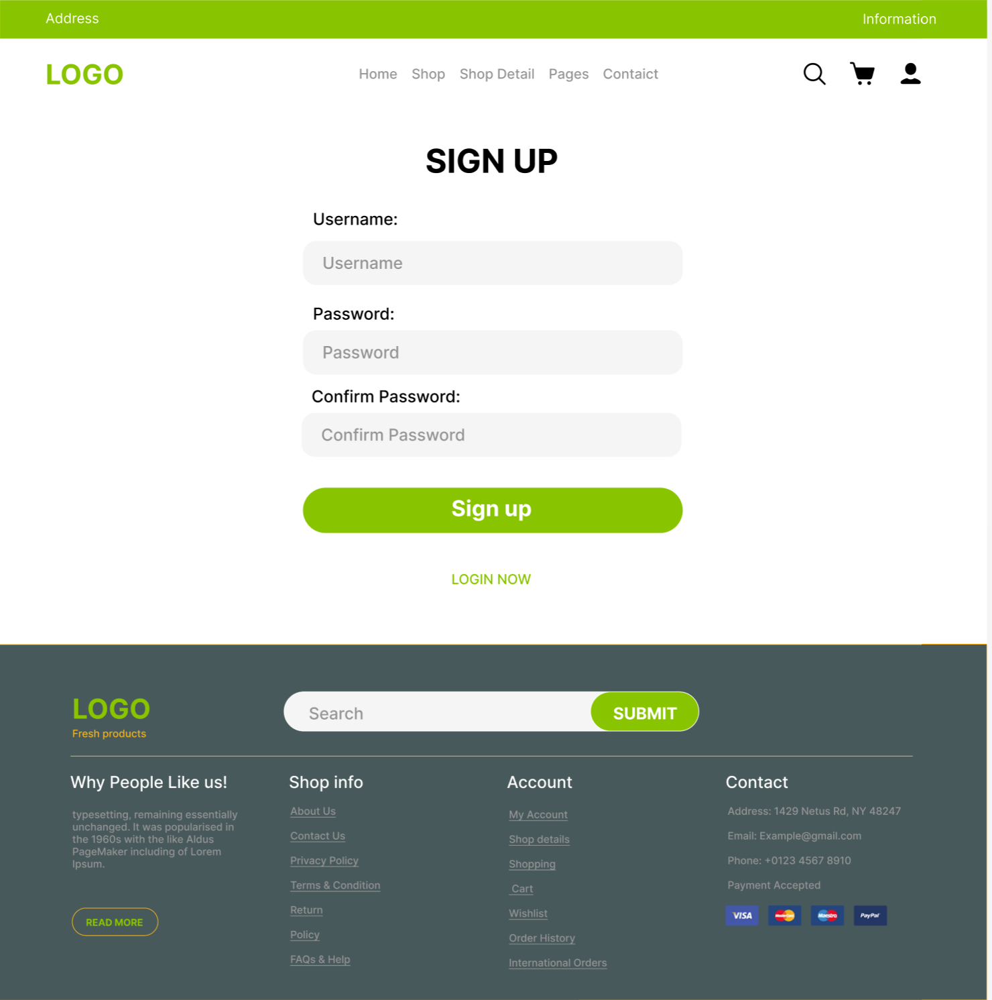 Address
Information
LOGO
Home Shop Shop Detail Pages Contaict
SIGN UP
Username:
Username
Password:
Password
Confirm Password:
Confirm Password
Sign up
LOGIN NOW
LOGO
Fresh products
Search
SUBMIT
Why People Like us!
typesetting, remaining essentially
unchanged. It was popularised in
the 1960s with the like Aldus
PageMaker including of Lorem
Ipsum.
READ MORE
Shop info
About Us
Contact Us
Privacy Policy
Terms & Condition
Return
Policy
FAQs & Help
Account
My Account
Shop details
Shopping
Cart
Wishlist
Order History
International Orders
Contact
Address: 1429 Netus Rd, NY 48247
Email: Example@gmail.com
Phone: +0123 4567 8910
Payment Accepted
VISA MasterCard Maestro PayPal